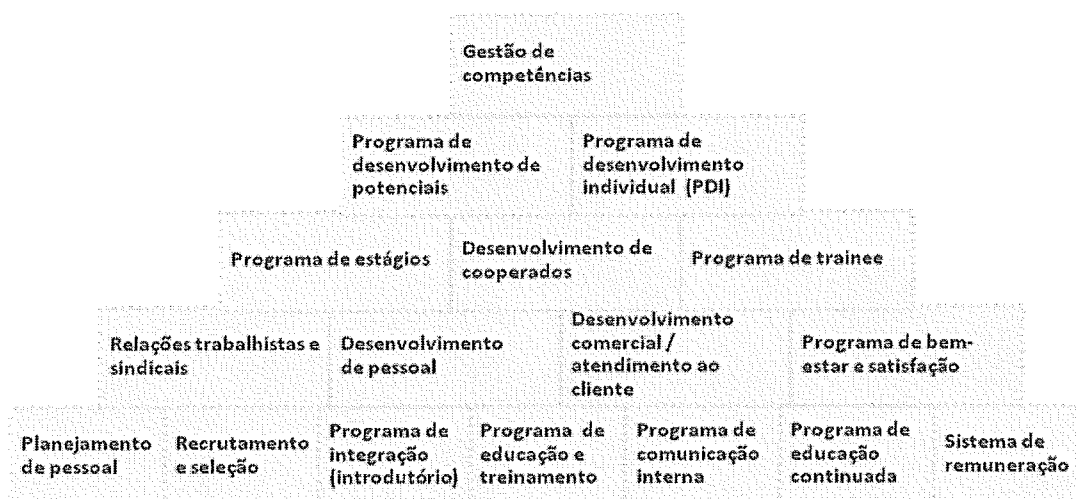 Gestão de
competências
Programa de
desenvolvimento de
potenciais
Programa de
desenvolvimento
individual (PDI)
Programa de estágios
Desenvolvimento de
cooperados
Programa de trainee
Relações trabalhistas e
sindicais
Desenvolvimento
de pessoal
Desenvolvimento
comercial /
atendimento ao
cliente
Programa de bem-
estar e satisfação
Planejamento
de pessoal
Recrutamento
e seleção
Programa de
integração
(introdutório)
Programa de
educação e
treinamento
Programa de
comunicação
interna
Programa de
educação
continuada
Sistema de
remuneração